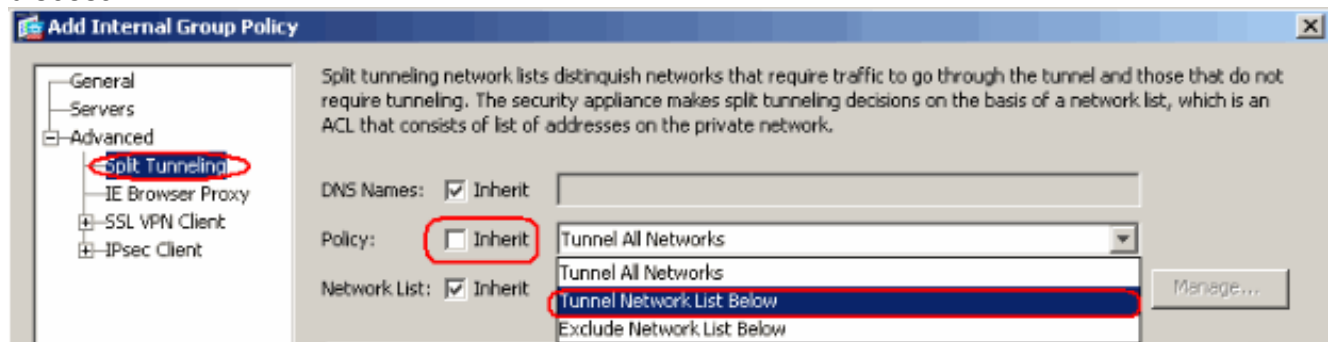 Add Internal Group Policy
General
Servers
Advanced
Split Tunneling
IE Browser Proxy
SSL VPN Client
IPsec Client
Split tunneling network lists distinguish networks that require traffic to go through the tunnel and those that do not
require tunneling. The security appliance makes split tunneling decisions on the basis of a network list, which is an
ACL that consists of list of addresses on the private network.
DNS Names: Inherit
Policy: Inherit Tunnel All Networks
Tunnel All Networks
Network List: Inherit Tunnel Network List Below Manage...
Exclude Network List Below